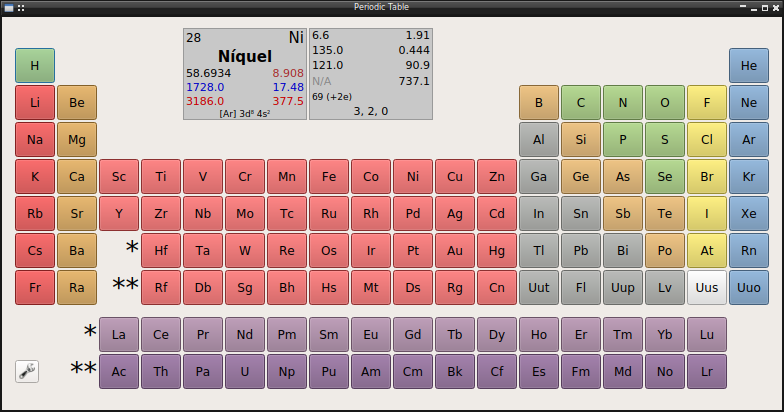 Periodic Table
28 Ni 6.6 1.91
Níquel 135.0 0.444
58.6934 8.908 121.0 90.9
1728.0 17.48 N/A 737.1
3186.0 377.5 69 (+2e)
[Ar] 3d⁸ 4s² 3, 2, 0
H He
Li Be B C N O F Ne
Na Mg Al Si P S Cl Ar
K Ca Sc Ti V Cr Mn Fe Co Ni Cu Zn Ga Ge As Se Br Kr
Rb Sr Y Zr Nb Mo Tc Ru Rh Pd Ag Cd In Sn Sb Te I Xe
Cs Ba * Hf Ta W Re Os Ir Pt Au Hg Tl Pb Bi Po At Rn
Fr Ra ** Rf Db Sg Bh Hs Mt Ds Rg Cn Uut Fl Uup Lv Uus Uuo
* La Ce Pr Nd Pm Sm Eu Gd Tb Dy Ho Er Tm Yb Lu
** Ac Th Pa U Np Pu Am Cm Bk Cf Es Fm Md No Lr